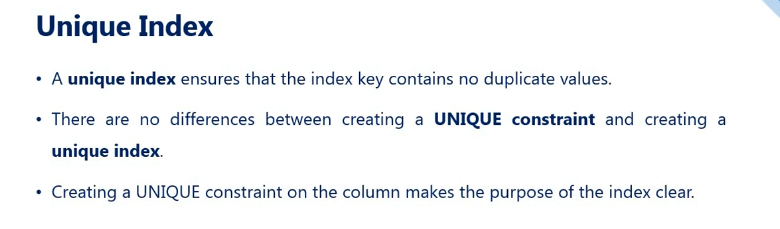 Unique Index
• A unique index ensures that the index key contains no duplicate values.
• There are no differences between creating a UNIQUE constraint and creating a
unique index.
• Creating a UNIQUE constraint on the column makes the purpose of the index clear.